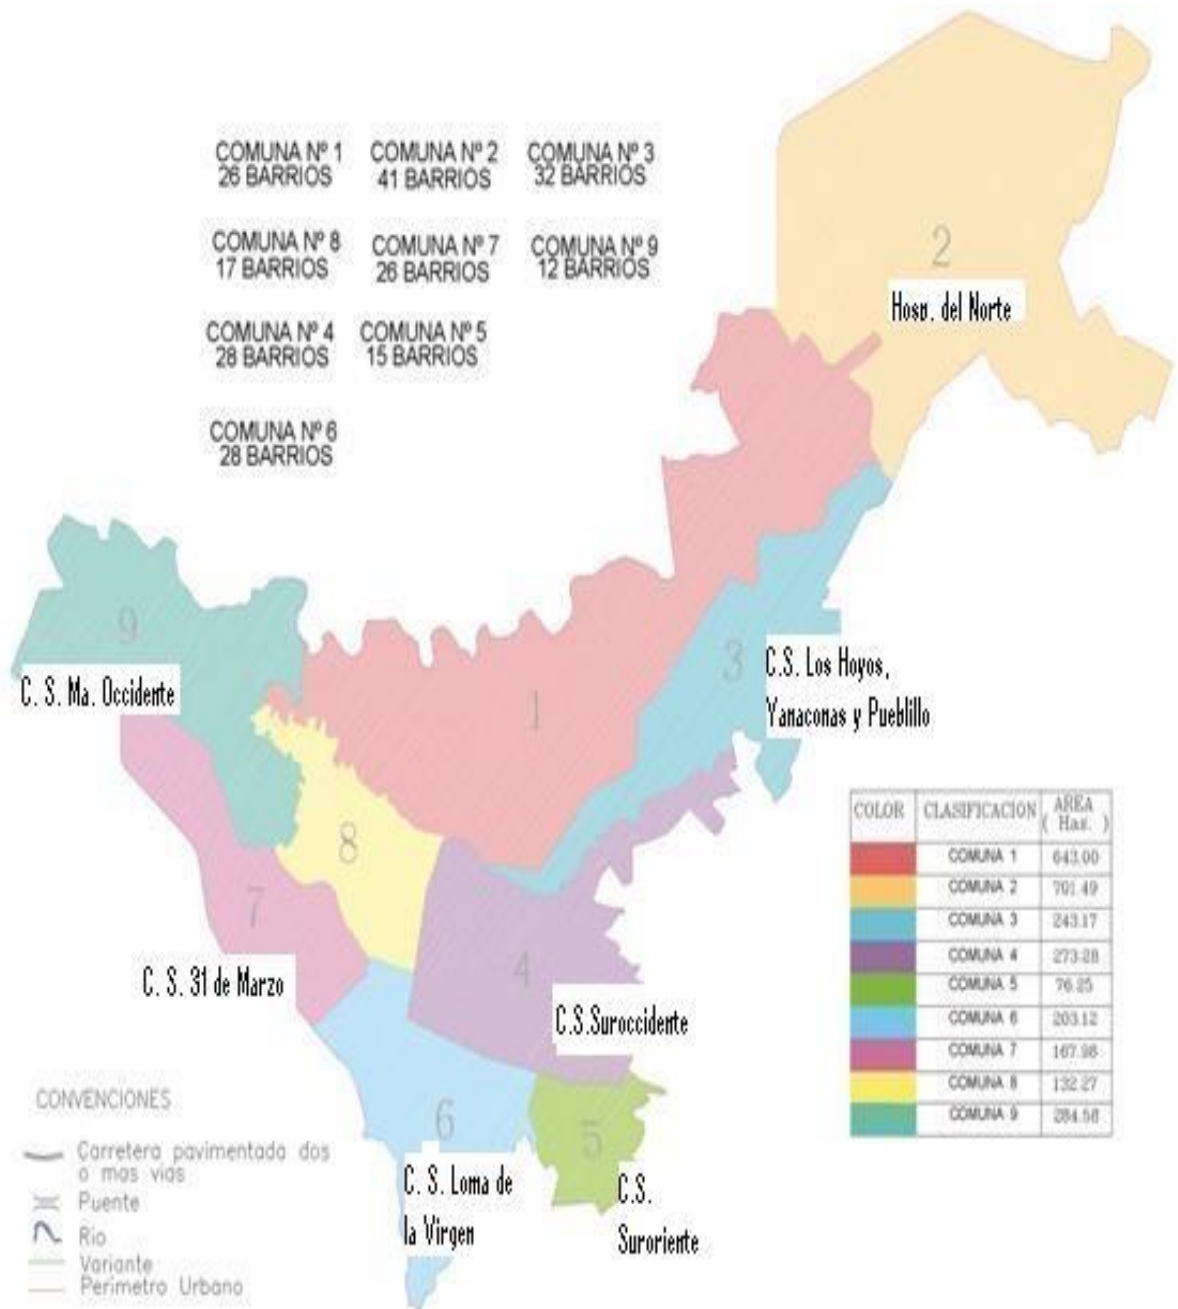 COMUNA Nº 1
26 BARRIOS
COMUNA Nº 2
41 BARRIOS
COMUNA Nº 3
32 BARRIOS
COMUNA Nº 8
17 BARRIOS
COMUNA Nº 7
26 BARRIOS
COMUNA Nº 9
12 BARRIOS
COMUNA Nº 4
28 BARRIOS
COMUNA Nº 5
15 BARRIOS
COMUNA Nº 6
28 BARRIOS
2
Hosp. del Norte
9
C. S. Ma. Occidente
1
3
C.S. Los Hoyos,
Yanaconas y Pueblillo
8
7
C. S. 31 de Marzo
4
C.S.Suroccidente
6
C. S. Loma de
la Virgen
5
C.S.
Suroriente
COLOR CLASIFICACION AREA
( Has. )
COMUNA 1 643.00
COMUNA 2 701.49
COMUNA 3 243.17
COMUNA 4 273.28
COMUNA 5 76.25
COMUNA 6 203.12
COMUNA 7 167.98
COMUNA 8 132.27
COMUNA 9 284.58
CONVENCIONES
Carretera pavimentada dos
o mas vias
Puente
Rio
Variante
Perimetro Urbano